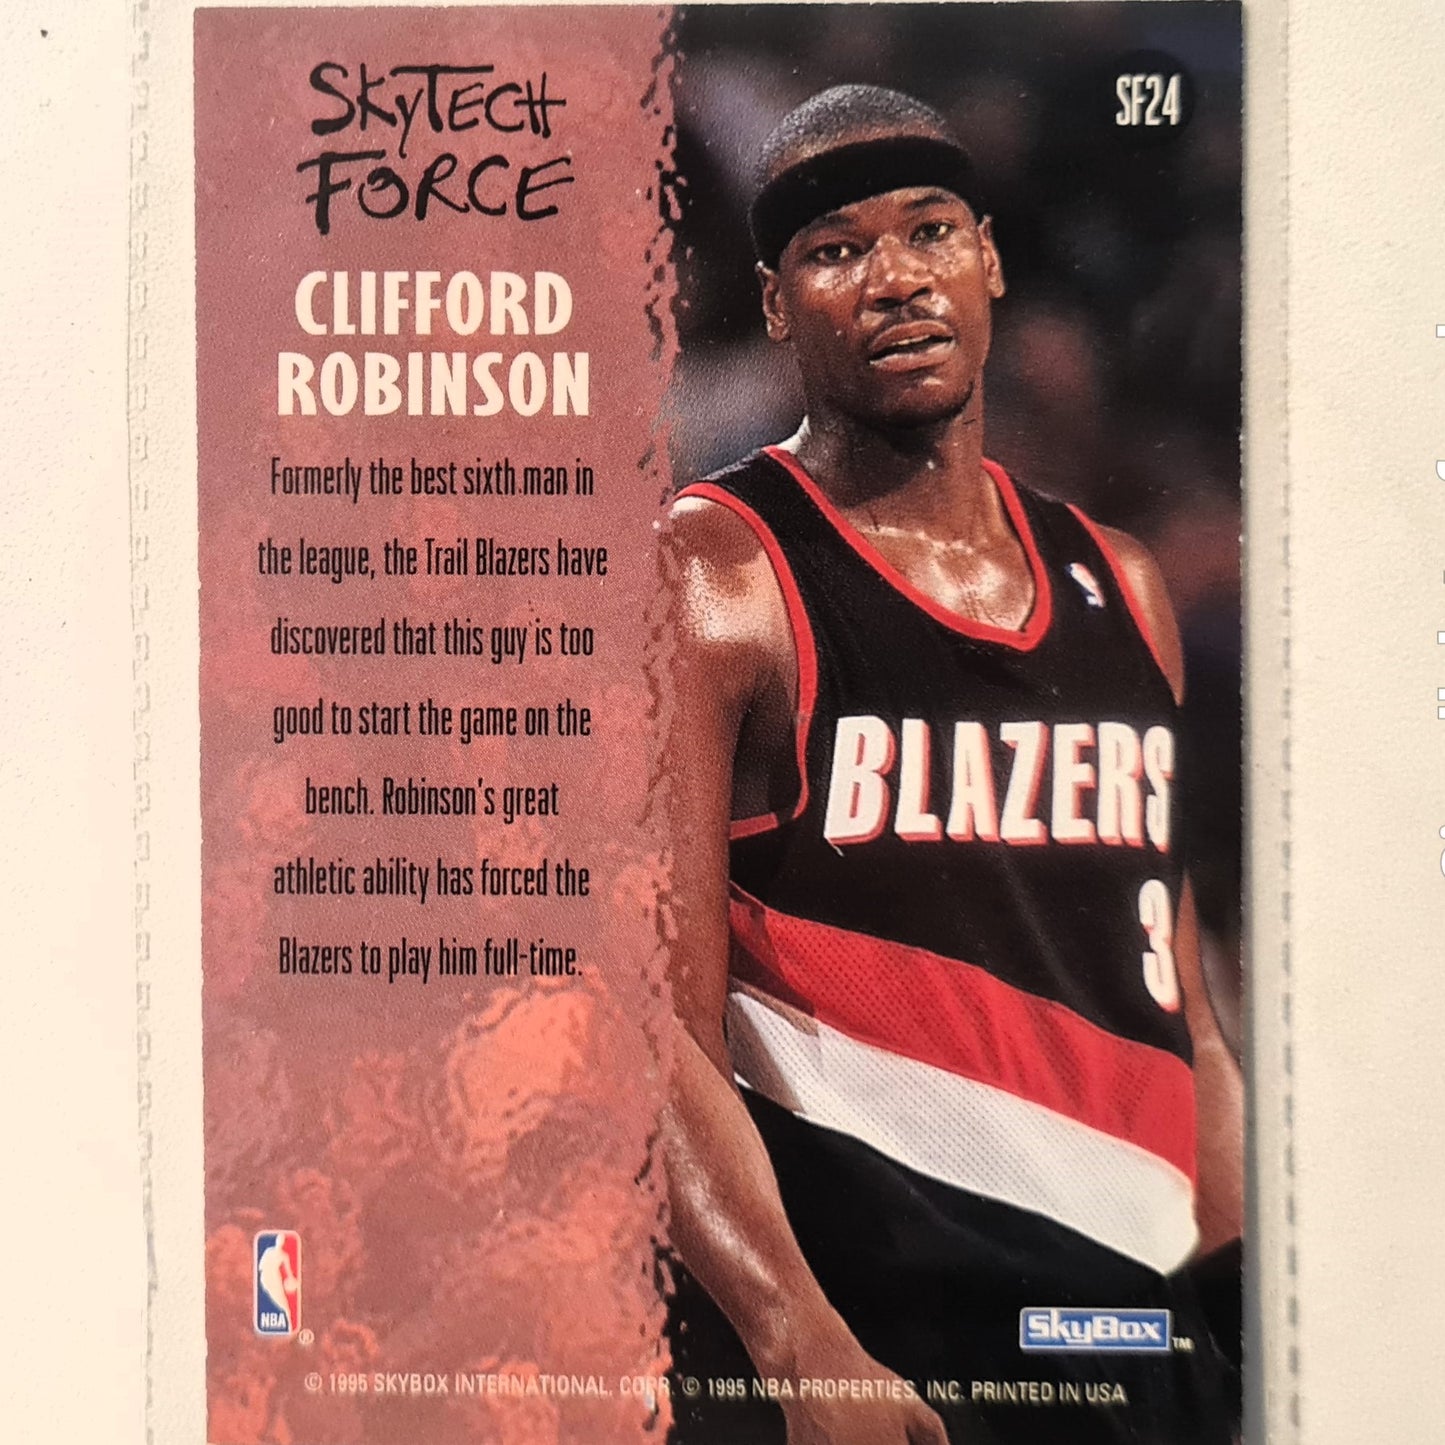 SKYTECH
FORCE
SF24
CLIFFORD
ROBINSON
Formerly the best sixth man in
the league, the Trail Blazers have
discovered that this guy is too
good to start the game on the
bench. Robinson's great
athletic ability has forced the
Blazers to play him full-time.
BLAZERS
3
NBA
®
SkyBox ™
© 1995 SKYBOX INTERNATIONAL. CORP. © 1995 NBA PROPERTIES, INC. PRINTED IN USA